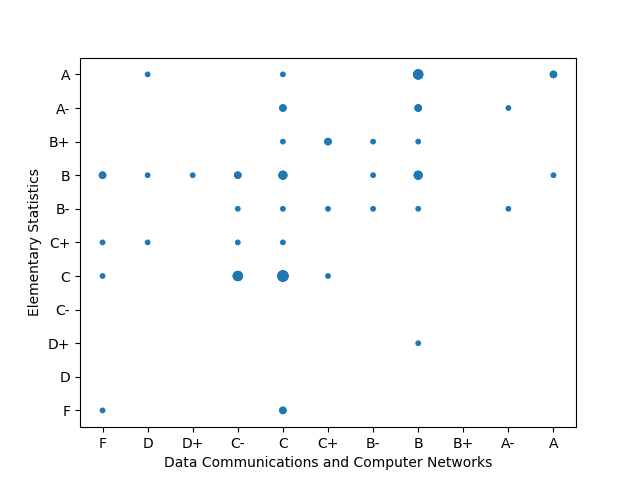 A
A-
B+
B
B-
C+
C
C-
D+
D
F
Elementary Statistics
F D D+ C- C C+ B- B B+ A- A
Data Communications and Computer Networks